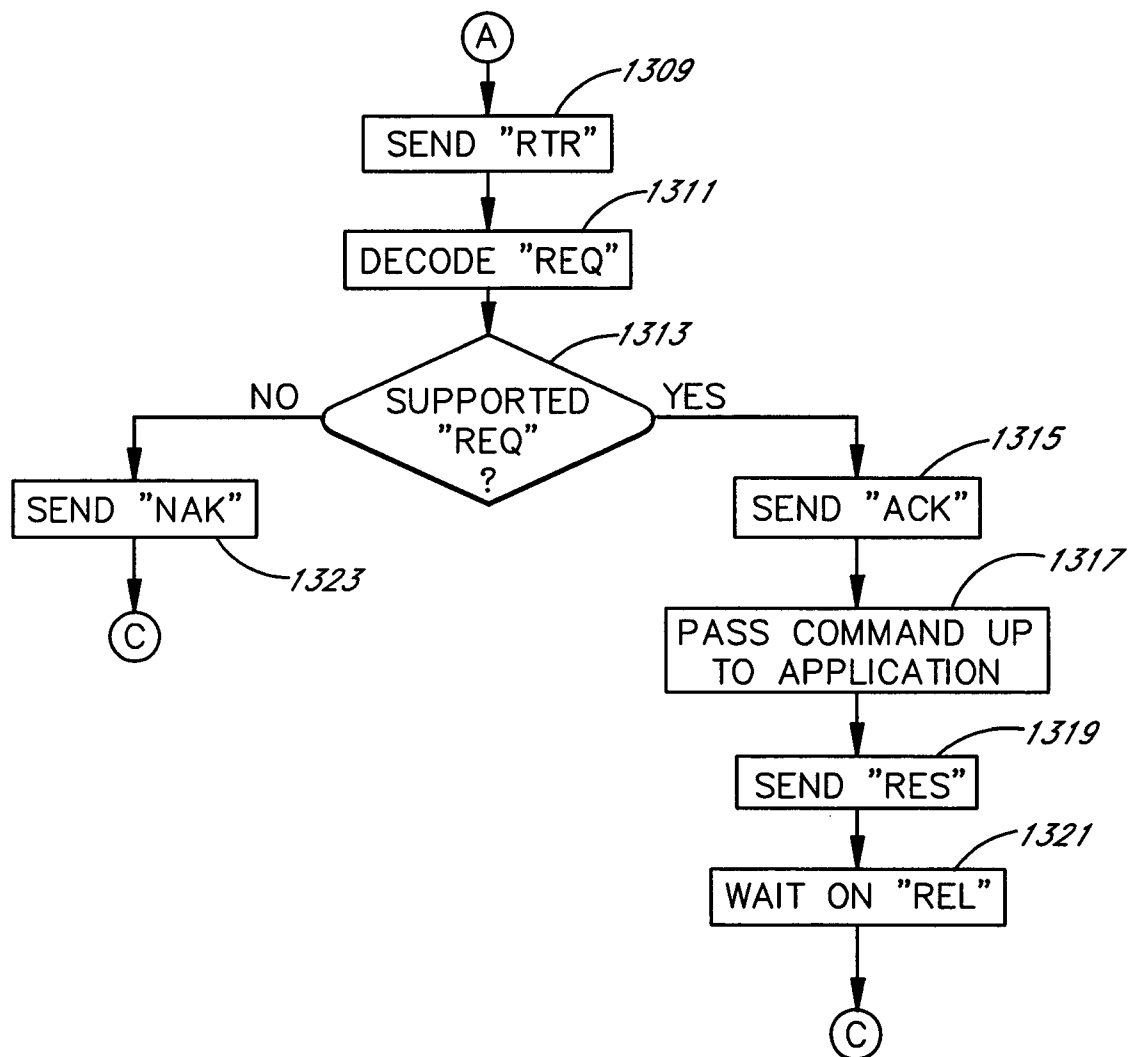 A
1309
SEND "RTR"
1311
DECODE "REQ"
1313
SUPPORTED
"REQ"
?
NO
YES
1315
SEND "NAK"
SEND "ACK"
1323
1317
C
PASS COMMAND UP
TO APPLICATION
1319
SEND "RES"
1321
WAIT ON "REL"
C